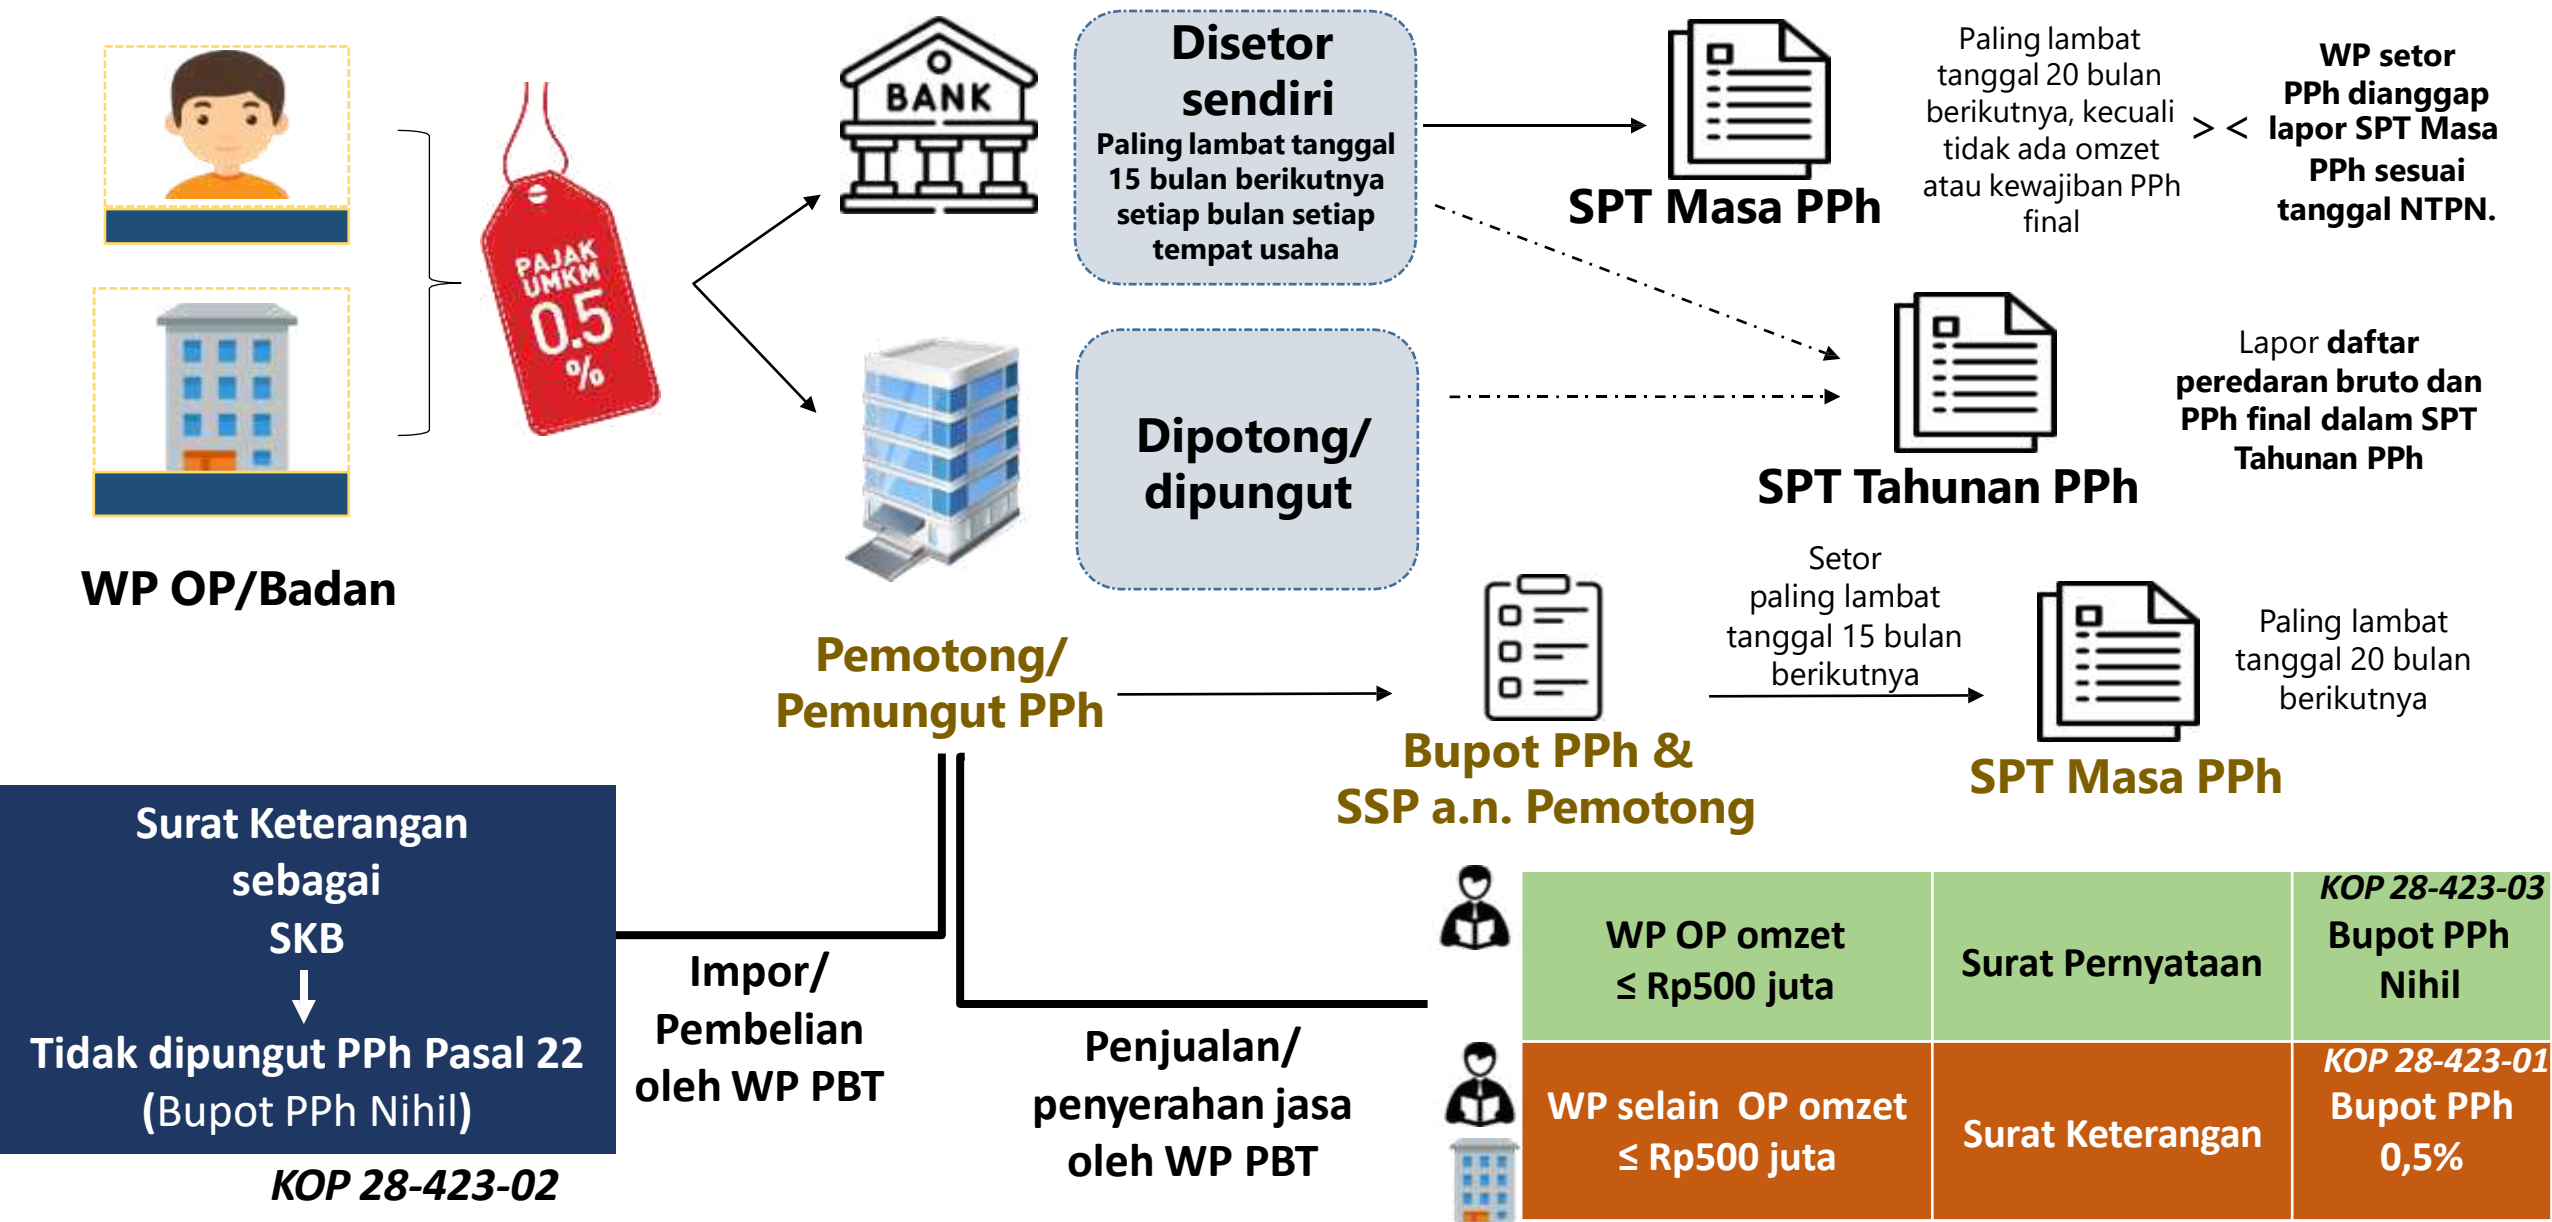 WP OP/Badan
PAJAK
UMKM
0.5
%
BANK
Disetor
sendiri
Paling lambat tanggal
15 bulan berikutnya
setiap bulan setiap
tempat usaha
SPT Masa PPh
Paling lambat
tanggal 20 bulan
berikutnya, kecuali
tidak ada omzet
atau kewajiban PPh
final
> <
WP setor
PPh dianggap
lapor SPT Masa
PPh sesuai
tanggal NTPN.
Dipotong/
dipungut
SPT Tahunan PPh
Lapor daftar
peredaran bruto dan
PPh final dalam SPT
Tahunan PPh
Pemotong/
Pemungut PPh
Bupot PPh &
SSP a.n. Pemotong
Setor
paling lambat
tanggal 15 bulan
berikutnya
SPT Masa PPh
Paling lambat
tanggal 20 bulan
berikutnya
Surat Keterangan
sebagai
SKB
Tidak dipungut PPh Pasal 22
(Bupot PPh Nihil)
KOP 28-423-02
Impor/
Pembelian
oleh WP PBT
Penjualan/
penyerahan jasa
oleh WP PBT
WP OP omzet
≤ Rp500 juta
Surat Pernyataan
KOP 28-423-03
Bupot PPh
Nihil
WP selain OP omzet
≤ Rp500 juta
Surat Keterangan
KOP 28-423-01
Bupot PPh
0,5%